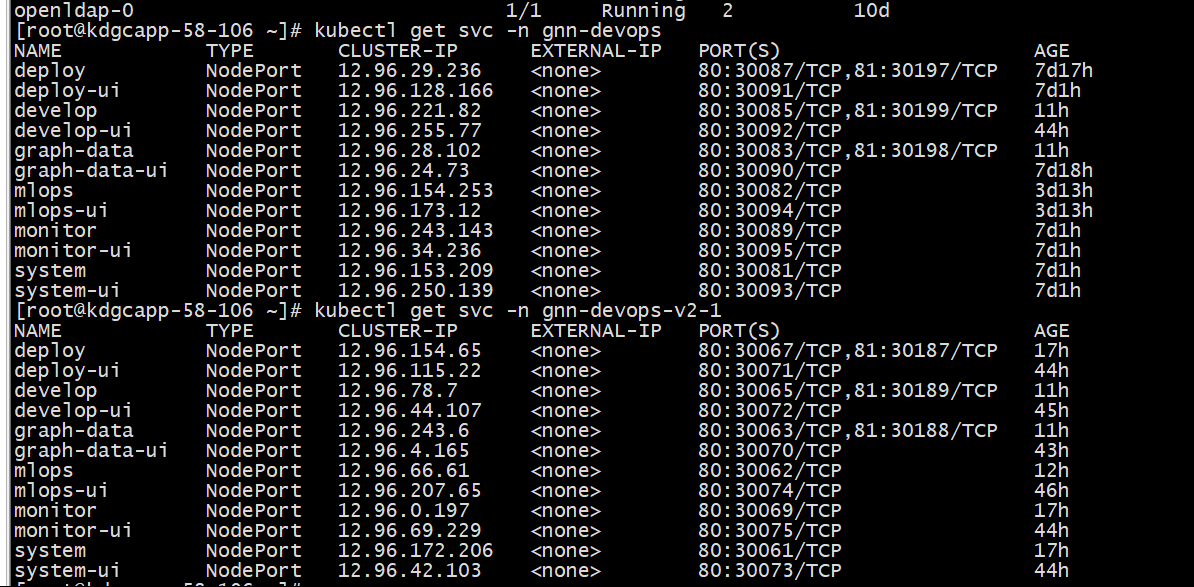 openldap-0 1/1 Running 2 10d
[root@kdgcapp-58-106 ~]# kubectl get svc -n gnn-devops
NAME TYPE CLUSTER-IP EXTERNAL-IP PORT(S) AGE
deploy NodePort 12.96.29.236 <none> 80:30087/TCP,81:30197/TCP 7d17h
deploy-ui NodePort 12.96.128.166 <none> 80:30091/TCP 7d1h
develop NodePort 12.96.221.82 <none> 80:30085/TCP,81:30199/TCP 11h
develop-ui NodePort 12.96.255.77 <none> 80:30092/TCP 44h
graph-data NodePort 12.96.28.102 <none> 80:30083/TCP,81:30198/TCP 11h
graph-data-ui NodePort 12.96.24.73 <none> 80:30090/TCP 7d18h
mlops NodePort 12.96.154.253 <none> 80:30082/TCP 3d13h
mlops-ui NodePort 12.96.173.12 <none> 80:30094/TCP 3d13h
monitor NodePort 12.96.243.143 <none> 80:30089/TCP 7d1h
monitor-ui NodePort 12.96.34.236 <none> 80:30095/TCP 7d1h
system NodePort 12.96.153.209 <none> 80:30081/TCP 7d1h
system-ui NodePort 12.96.250.139 <none> 80:30093/TCP 7d1h
[root@kdgcapp-58-106 ~]# kubectl get svc -n gnn-devops-v2-1
NAME TYPE CLUSTER-IP EXTERNAL-IP PORT(S) AGE
deploy NodePort 12.96.154.65 <none> 80:30067/TCP,81:30187/TCP 17h
deploy-ui NodePort 12.96.115.22 <none> 80:30071/TCP 44h
develop NodePort 12.96.78.7 <none> 80:30065/TCP,81:30189/TCP 11h
develop-ui NodePort 12.96.44.107 <none> 80:30072/TCP 45h
graph-data NodePort 12.96.243.6 <none> 80:30063/TCP,81:30188/TCP 11h
graph-data-ui NodePort 12.96.4.165 <none> 80:30070/TCP 43h
mlops NodePort 12.96.66.61 <none> 80:30062/TCP 12h
mlops-ui NodePort 12.96.207.65 <none> 80:30074/TCP 46h
monitor NodePort 12.96.0.197 <none> 80:30069/TCP 17h
monitor-ui NodePort 12.96.69.229 <none> 80:30075/TCP 44h
system NodePort 12.96.172.206 <none> 80:30061/TCP 17h
system-ui NodePort 12.96.42.103 <none> 80:30073/TCP 44h